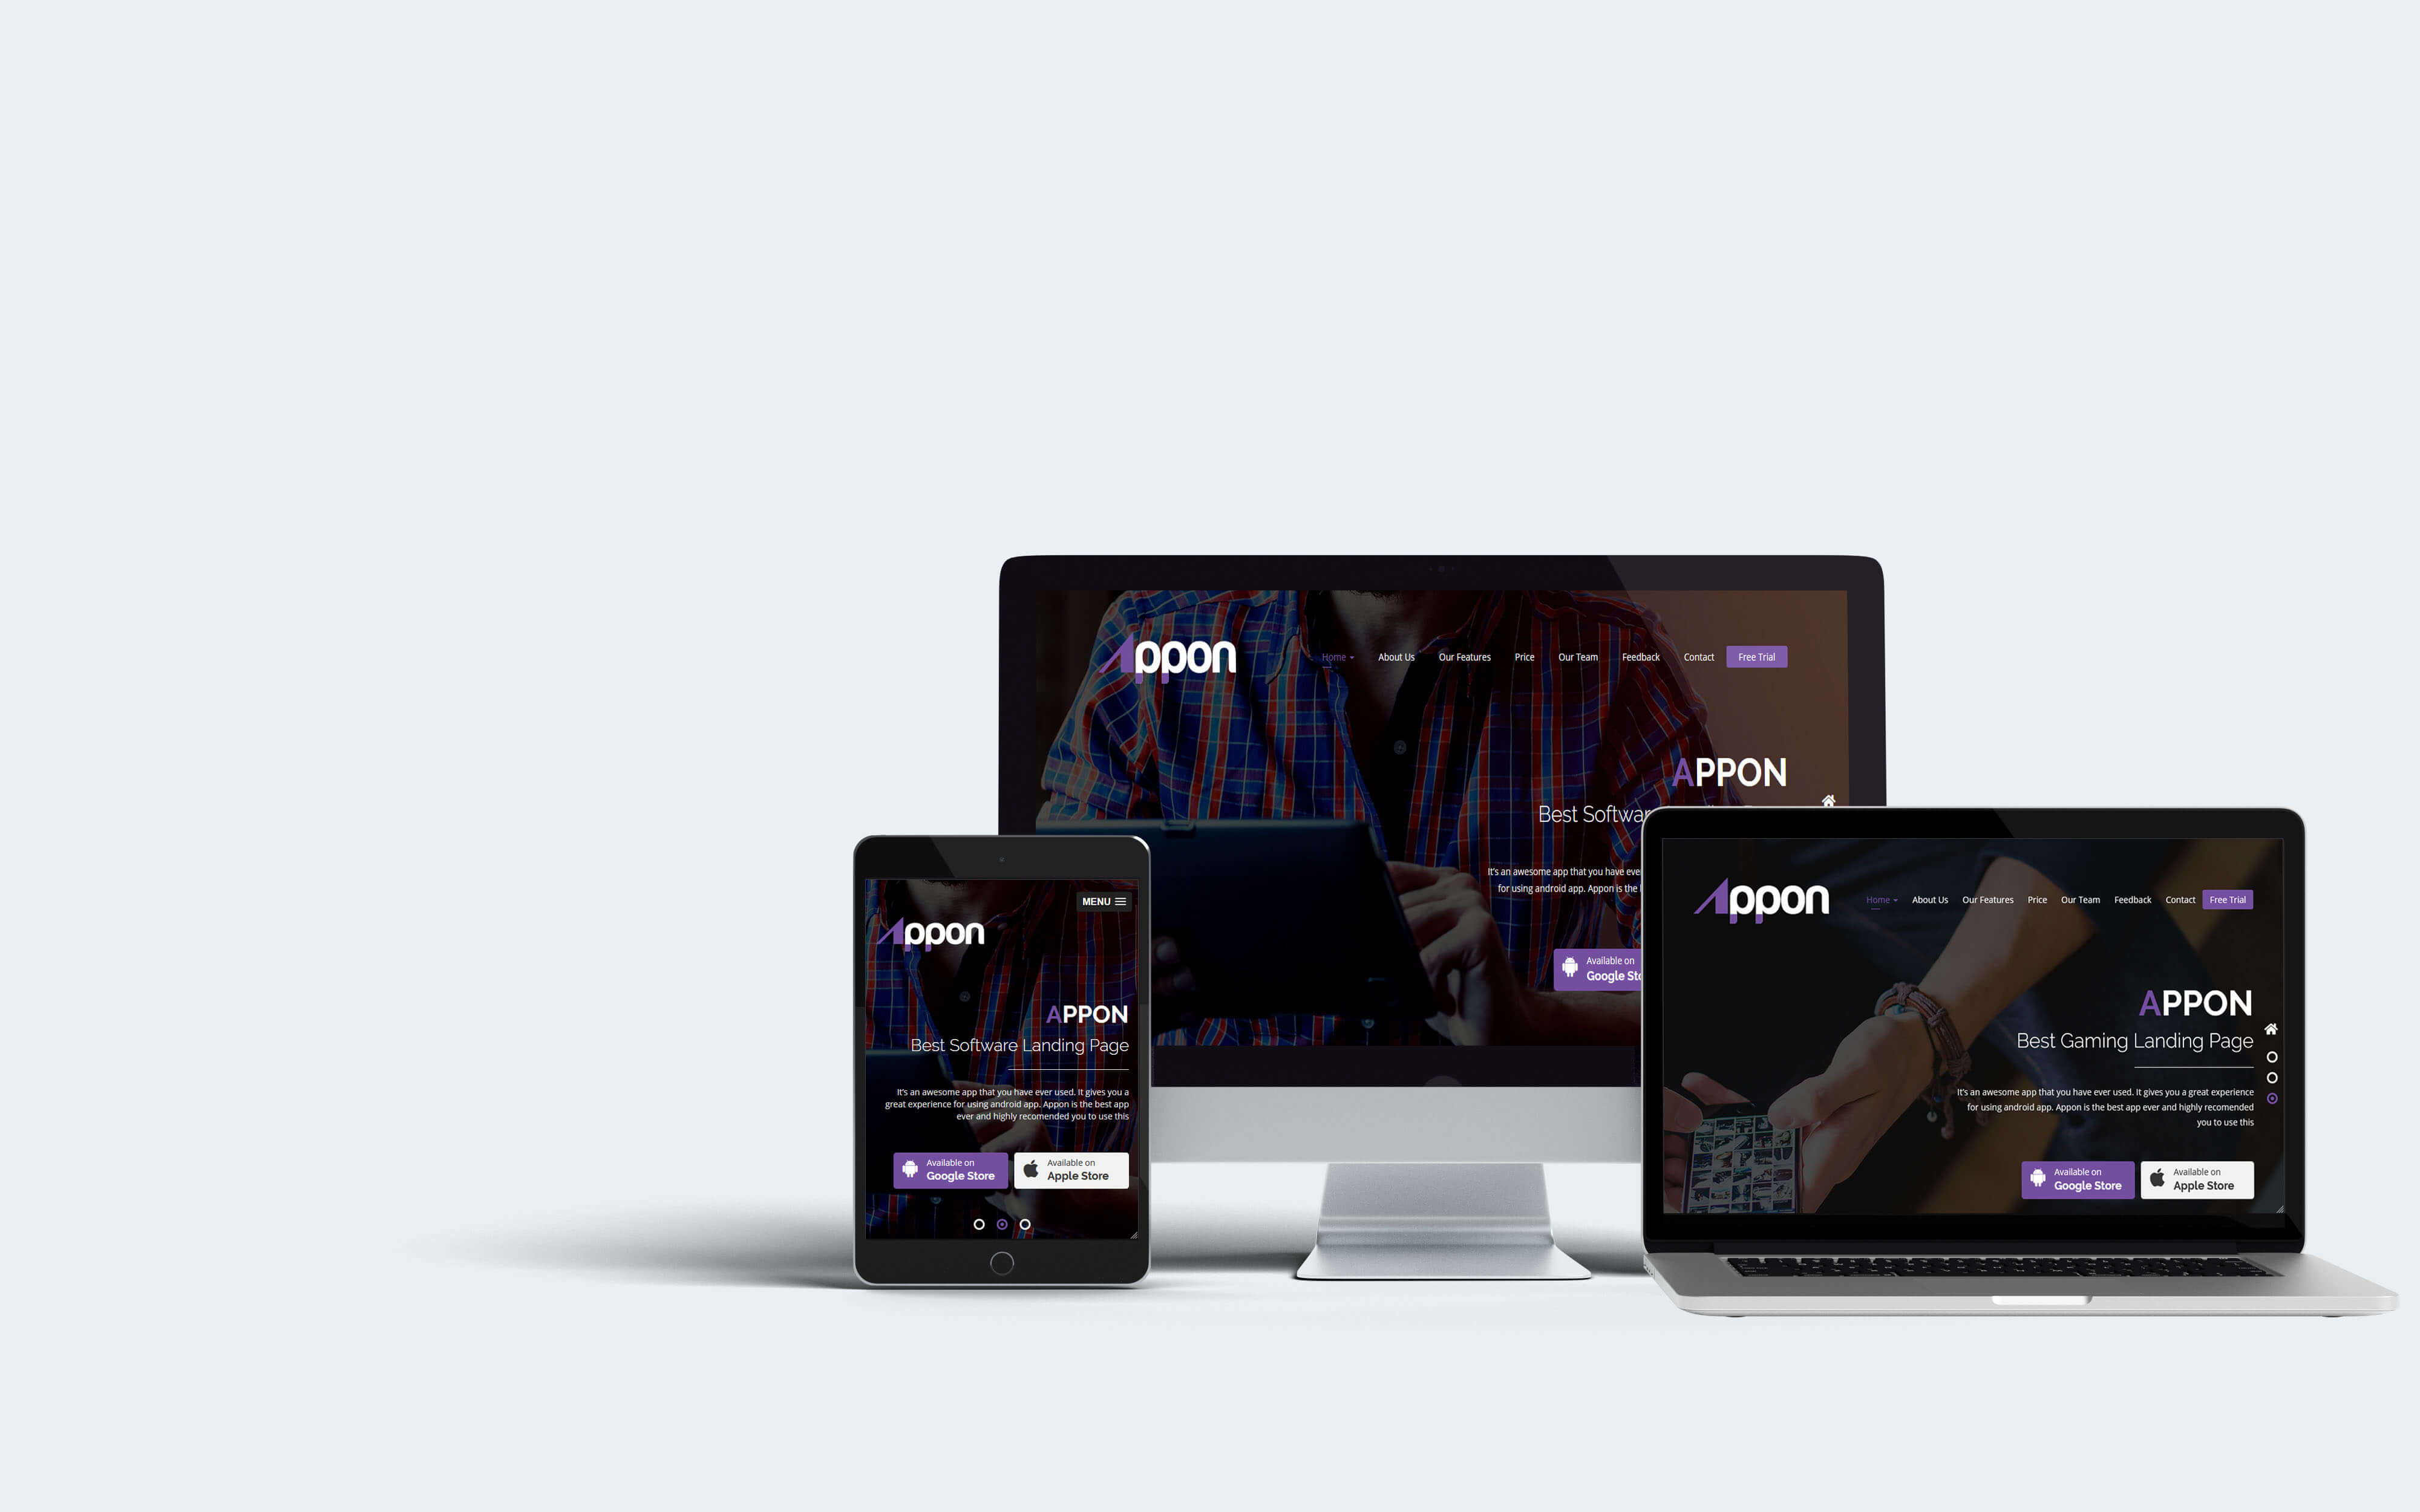 Appon
Home
About Us
Our Features
Price
Our Team
Feedback
Contact
Free Trial
APPON
Best Softwar
It's an awesome app that you have eve
for using android app. Appon is the
Available on
Google Sto
MENU
Appon
APPON
Best Software Landing Page
It's an awesome app that you have ever used. It gives you a
great experience for using android app. Appon is the best app
ever and highly recomended you to use this
Available on
Google Store
Available on
Apple Store
Appon
Home
About Us
Our Features
Price
Our Team
Feedback
Contact
Free Trial
APPON
Best Gaming Landing Page
It's an awesome app that you have ever used. It gives you a great experience
for using android app. Appon is the best app ever and highly recomended
you to use this
Available on
Google Store
Available on
Apple Store